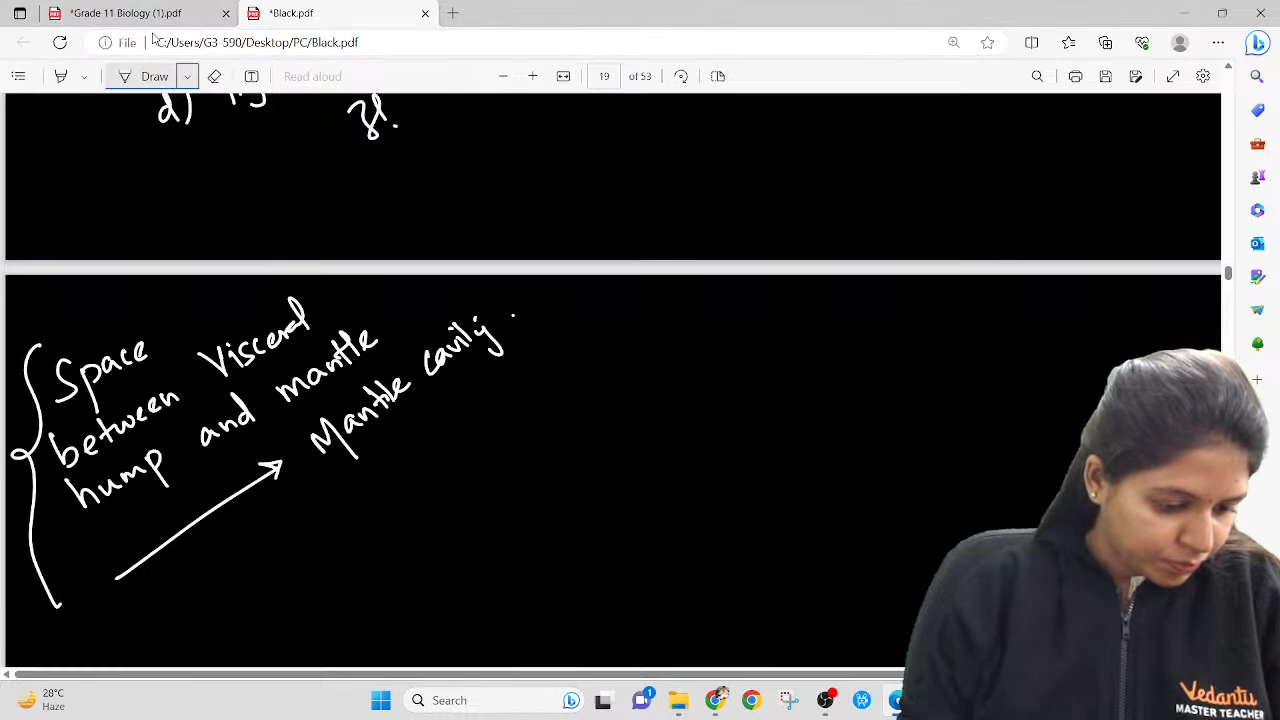 *Grade 11 Biology (1).pdf
*Black.pdf
File
C:/Users/G3-590/Desktop/PC/Black.pdf
Draw
Read aloud
19 of 53
d)
Space
between Visceral
hump and mantle
Mantle cavity.
Vedantu
MASTER TEACHER
28°C
Haze
Search
1